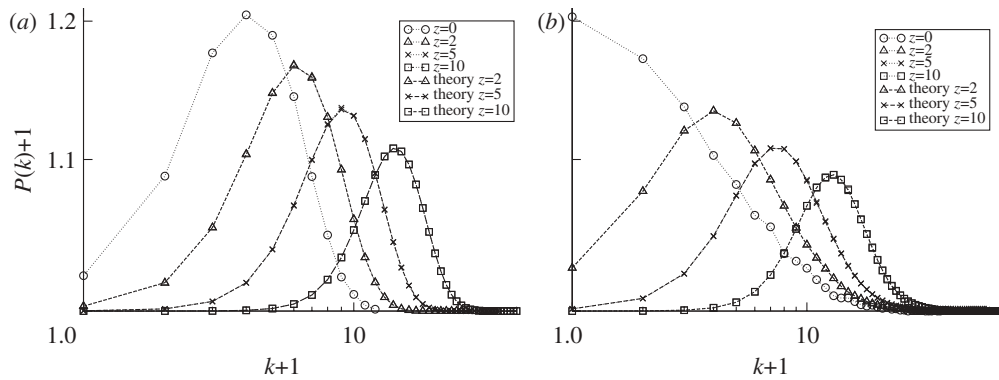 (a)
1.2
1.1
1.0
10
P(k)+1
k+1
z=0
z=2
z=5
z=10
theory z=2
theory z=5
theory z=10
(b)
1.0
10
k+1
z=0
z=2
z=5
z=10
theory z=2
theory z=5
theory z=10